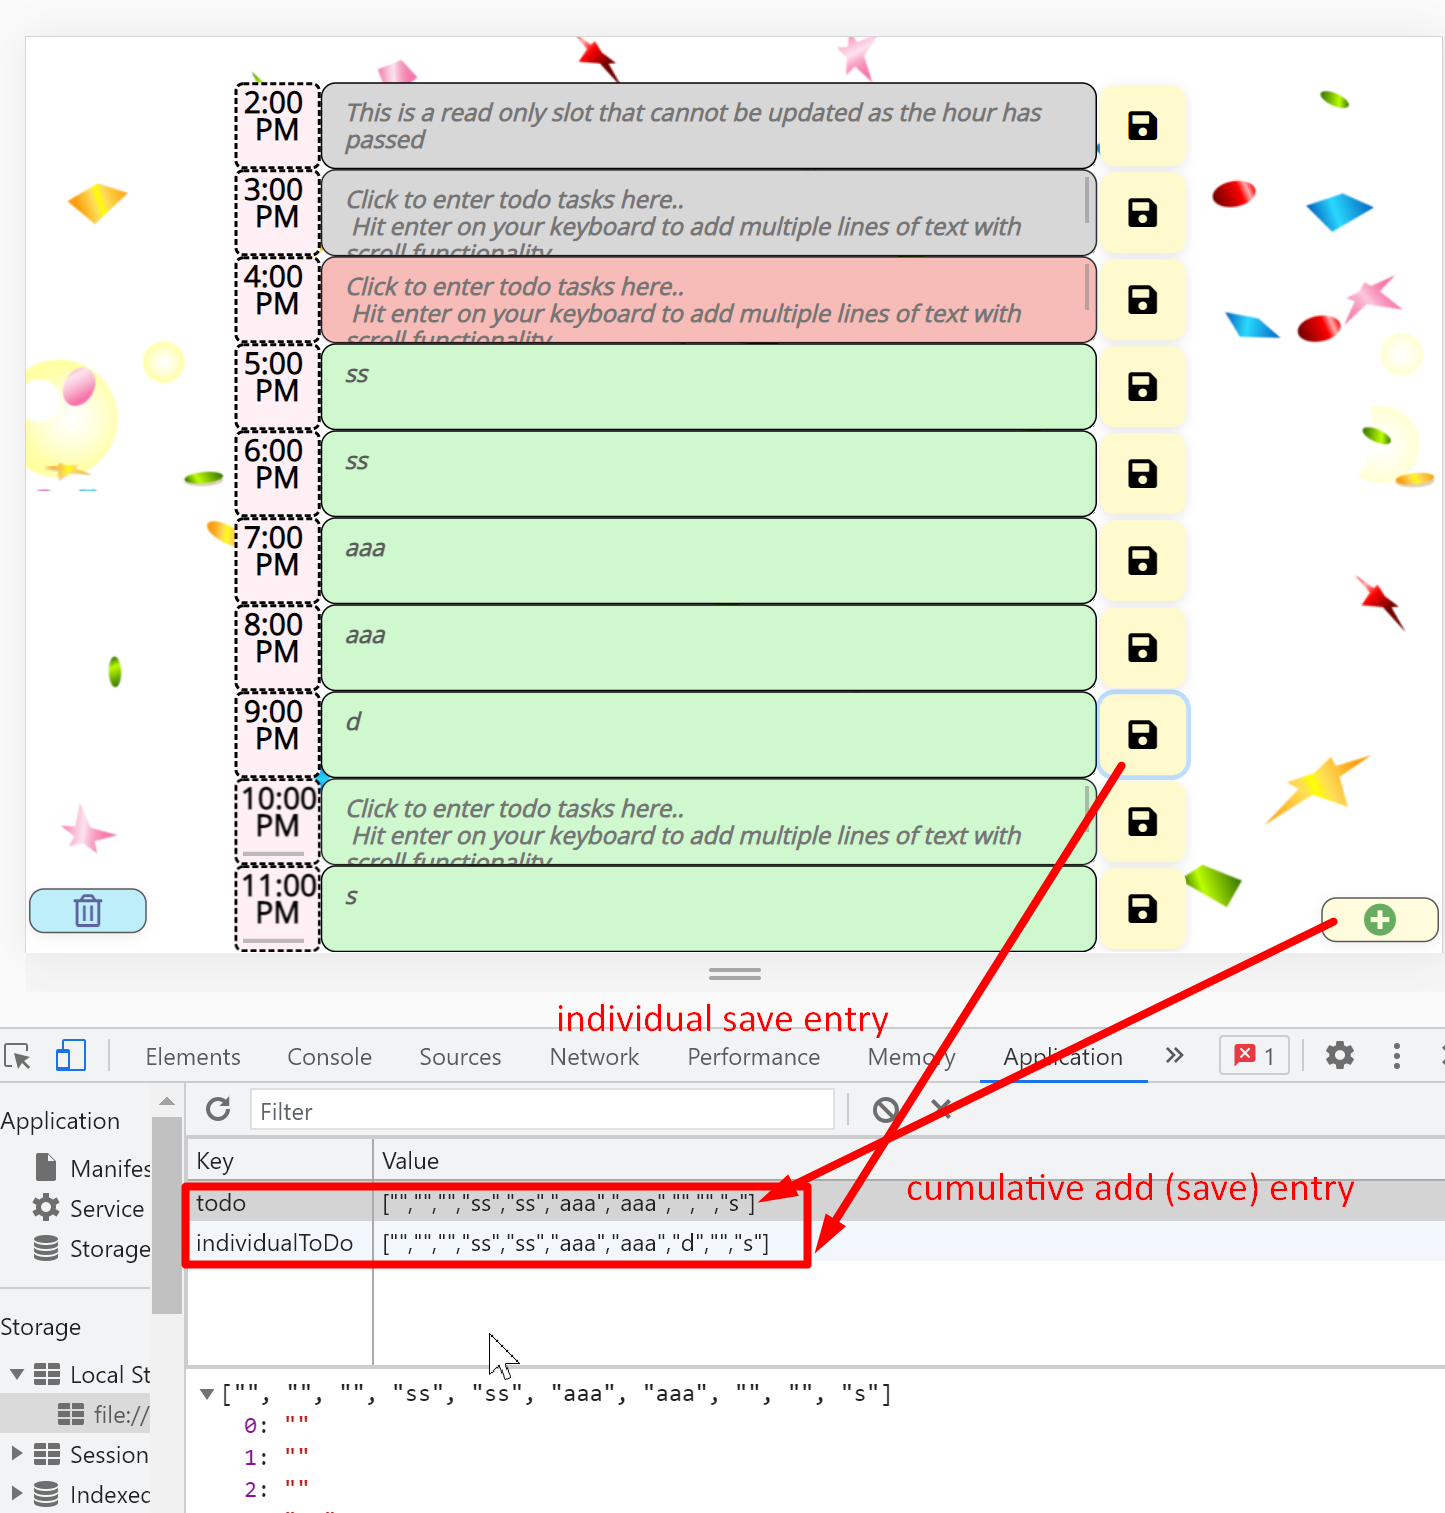 2:00
PM
This is a read only slot that cannot be updated as the hour has
passed
3:00
PM
Click to enter todo tasks here..
Hit enter on your keyboard to add multiple lines of text with
scroll functionality
4:00
PM
Click to enter todo tasks here..
Hit enter on your keyboard to add multiple lines of text with
scroll functionality
5:00
PM
ss
6:00
PM
ss
7:00
PM
aaa
8:00
PM
aaa
9:00
PM
d
10:00
PM
Click to enter todo tasks here..
Hit enter on your keyboard to add multiple lines of text with
scroll functionality
11:00
PM
s
individual save entry
Elements Console Sources Network Performance Memory Application 1
Application
Filter
Manifes
Key Value
cumulative add (save) entry
todo ["","","","ss","ss","aaa","aaa","","","s"]
Service
individualToDo ["","","","ss","ss","aaa","aaa","d","","s"]
Storage
Storage
Local St
["", "", "", "ss", "ss", "aaa", "aaa", "", "", "s"]
file://
0: ""
Session
1: ""
Indexed
2: ""